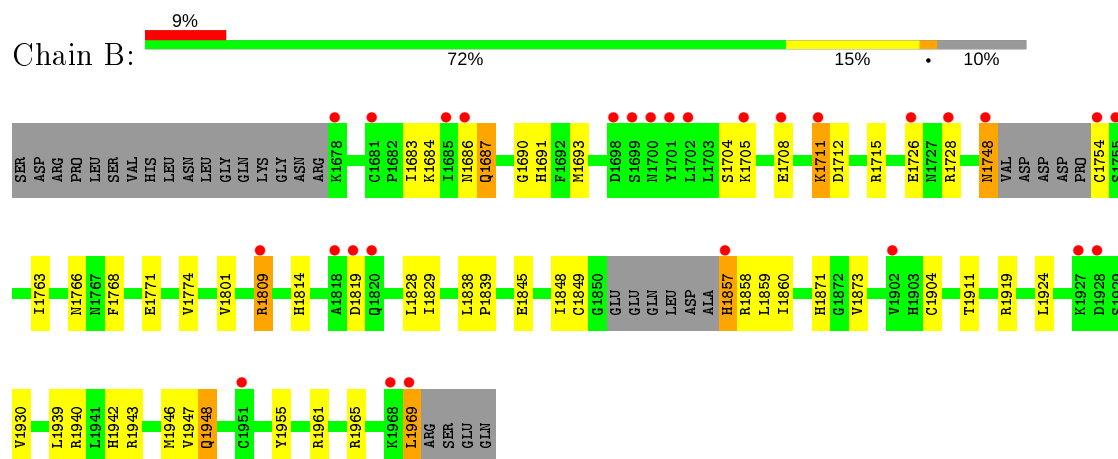 9%
Chain B:
72% 15% • 10%
SER ASP ARG PRO LEU SER VAL HIS LEU ASN LEU GLY GLN LYS GLY ASN ARG K1678 C1681 P1682 I1683 K1684 I1685 N1686 Q1687 G1690 H1691 F1692 M1693 D1698 S1699 N1700 Y1701 L1702 L1703 S1704 K1705 E1708 K1711 D1712 R1715 E1726 N1727 R1728 N1748 VAL ASP ASP ASP PRO C1754 S1755
I1763 N1766 N1767 F1768 E1771 V1774 V1801 R1809 H1814 A1818 D1819 Q1820 L1828 I1829 L1838 P1839 E1845 I1848 C1849 G1850 GLU GLU GLN LEU ASP ALA H1857 R1858 L1859 I1860 H1871 G1872 V1873 V1902 H1903 C1904 T1911 R1919 L1924 K1927 D1928 S1929
V1930 L1939 R1940 L1941 H1942 R1943 M1946 V1947 Q1948 C1951 Y1955 R1961 R1965 K1968 L1969 ARG SER GLU GLN